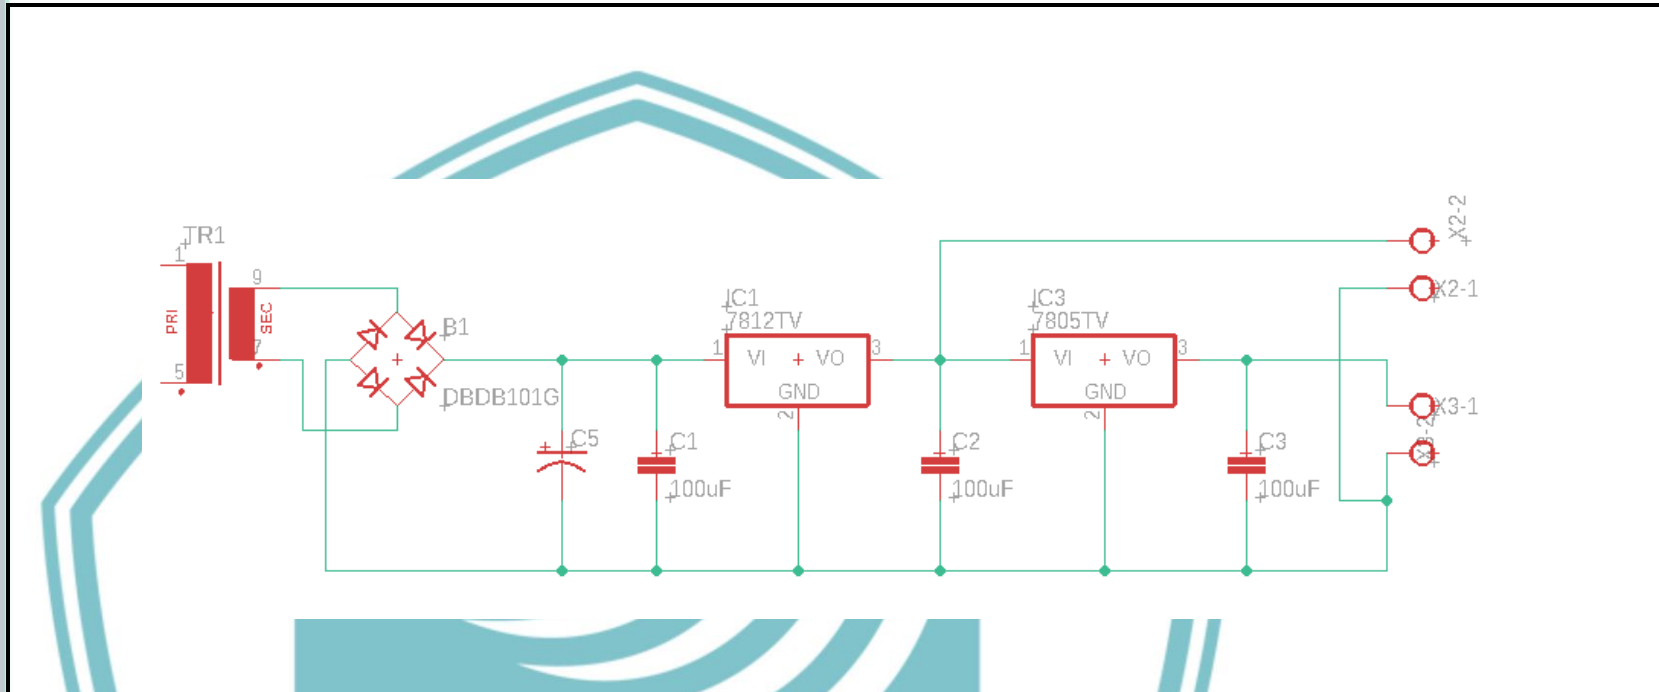 TR1
1
PRI
5
9
SEC
7
B1
DBDB101G
C5
C1
100uF
IC1
7812TV
1
VI
VO
3
GND
2
C2
100uF
IC3
7805TV
1
VI
VO
3
GND
2
C3
100uF
X2-2
X2-1
X3-1
X3-2